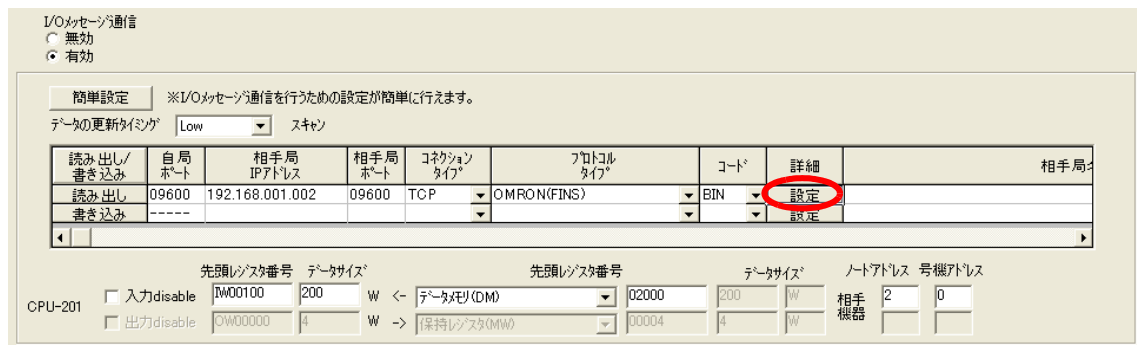 I/Oメッセージ通信
無効
有効
簡単設定 ※I/Oメッセージ通信を行うための設定が簡単に行えます。
データの更新タイミング Low スキャン
読み出し/書き込み 自局ポート 相手局IPアドレス 相手局ポート コネクションタイプ プロトコルタイプ コード 詳細 相手局
読み出し 09600 192.168.001.002 09600 TCP OMRON(FINS) BIN 設定
書き込み ----- 設定
先頭レジスタ番号 データサイズ 先頭レジスタ番号 データサイズ ノードアドレス 号機アドレス
CPU-201 入力disable IW00100 200 W <- データメモリ(DM) 02000 200 W 相手機器 2 0
出力disable OW00000 4 W -> 保持レジスタ(MW) 00004 4 W